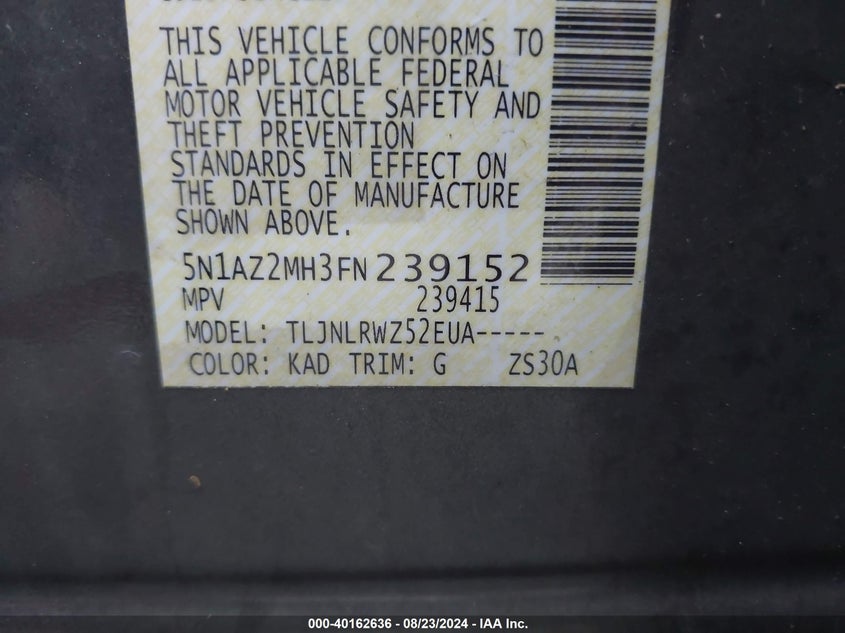 THIS VEHICLE CONFORMS TO
ALL APPLICABLE FEDERAL
MOTOR VEHICLE SAFETY AND
THEFT PREVENTION
STANDARDS IN EFFECT ON
THE DATE OF MANUFACTURE
SHOWN ABOVE.
5N1AZ2MH3FN239152
MPV 239415
MODEL: TLJNLRWZ52EUA-----
COLOR: KAD TRIM: G ZS30A
000-40162636 - 08/23/2024 - IAA Inc.